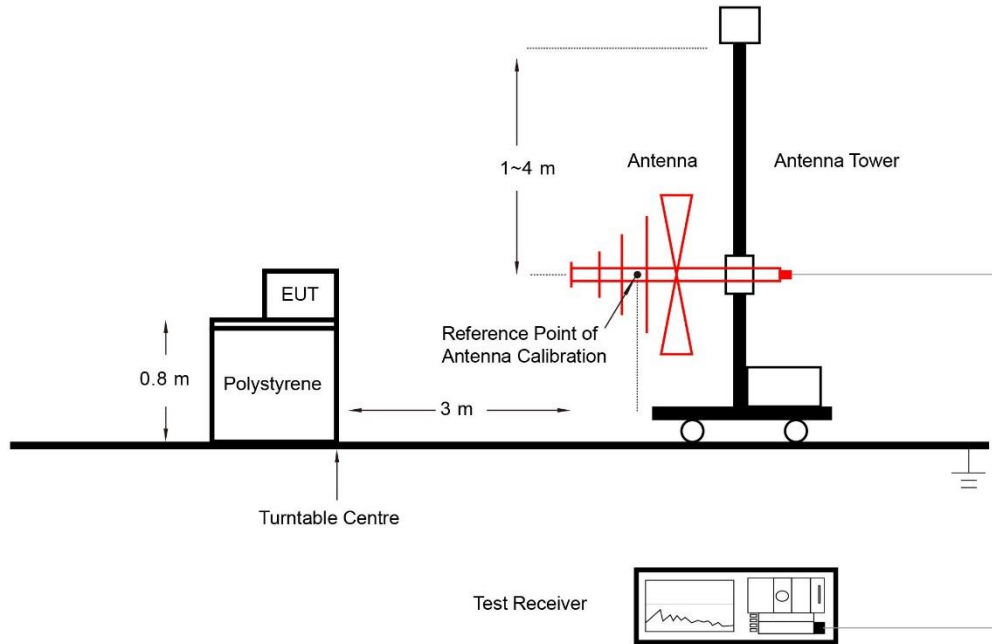 1~4 m
Antenna
Antenna Tower
EUT
Reference Point of
Antenna Calibration
0.8 m
Polystyrene
3 m
Turntable Centre
Test Receiver